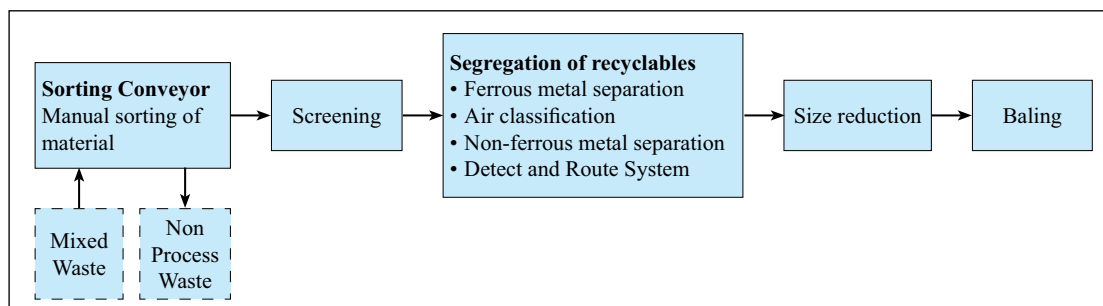 Sorting Conveyor
Manual sorting of
material
Screening
Segregation of recyclables
• Ferrous metal separation
• Air classification
• Non-ferrous metal separation
• Detect and Route System
Size reduction
Baling
Mixed
Waste
Non
Process
Waste